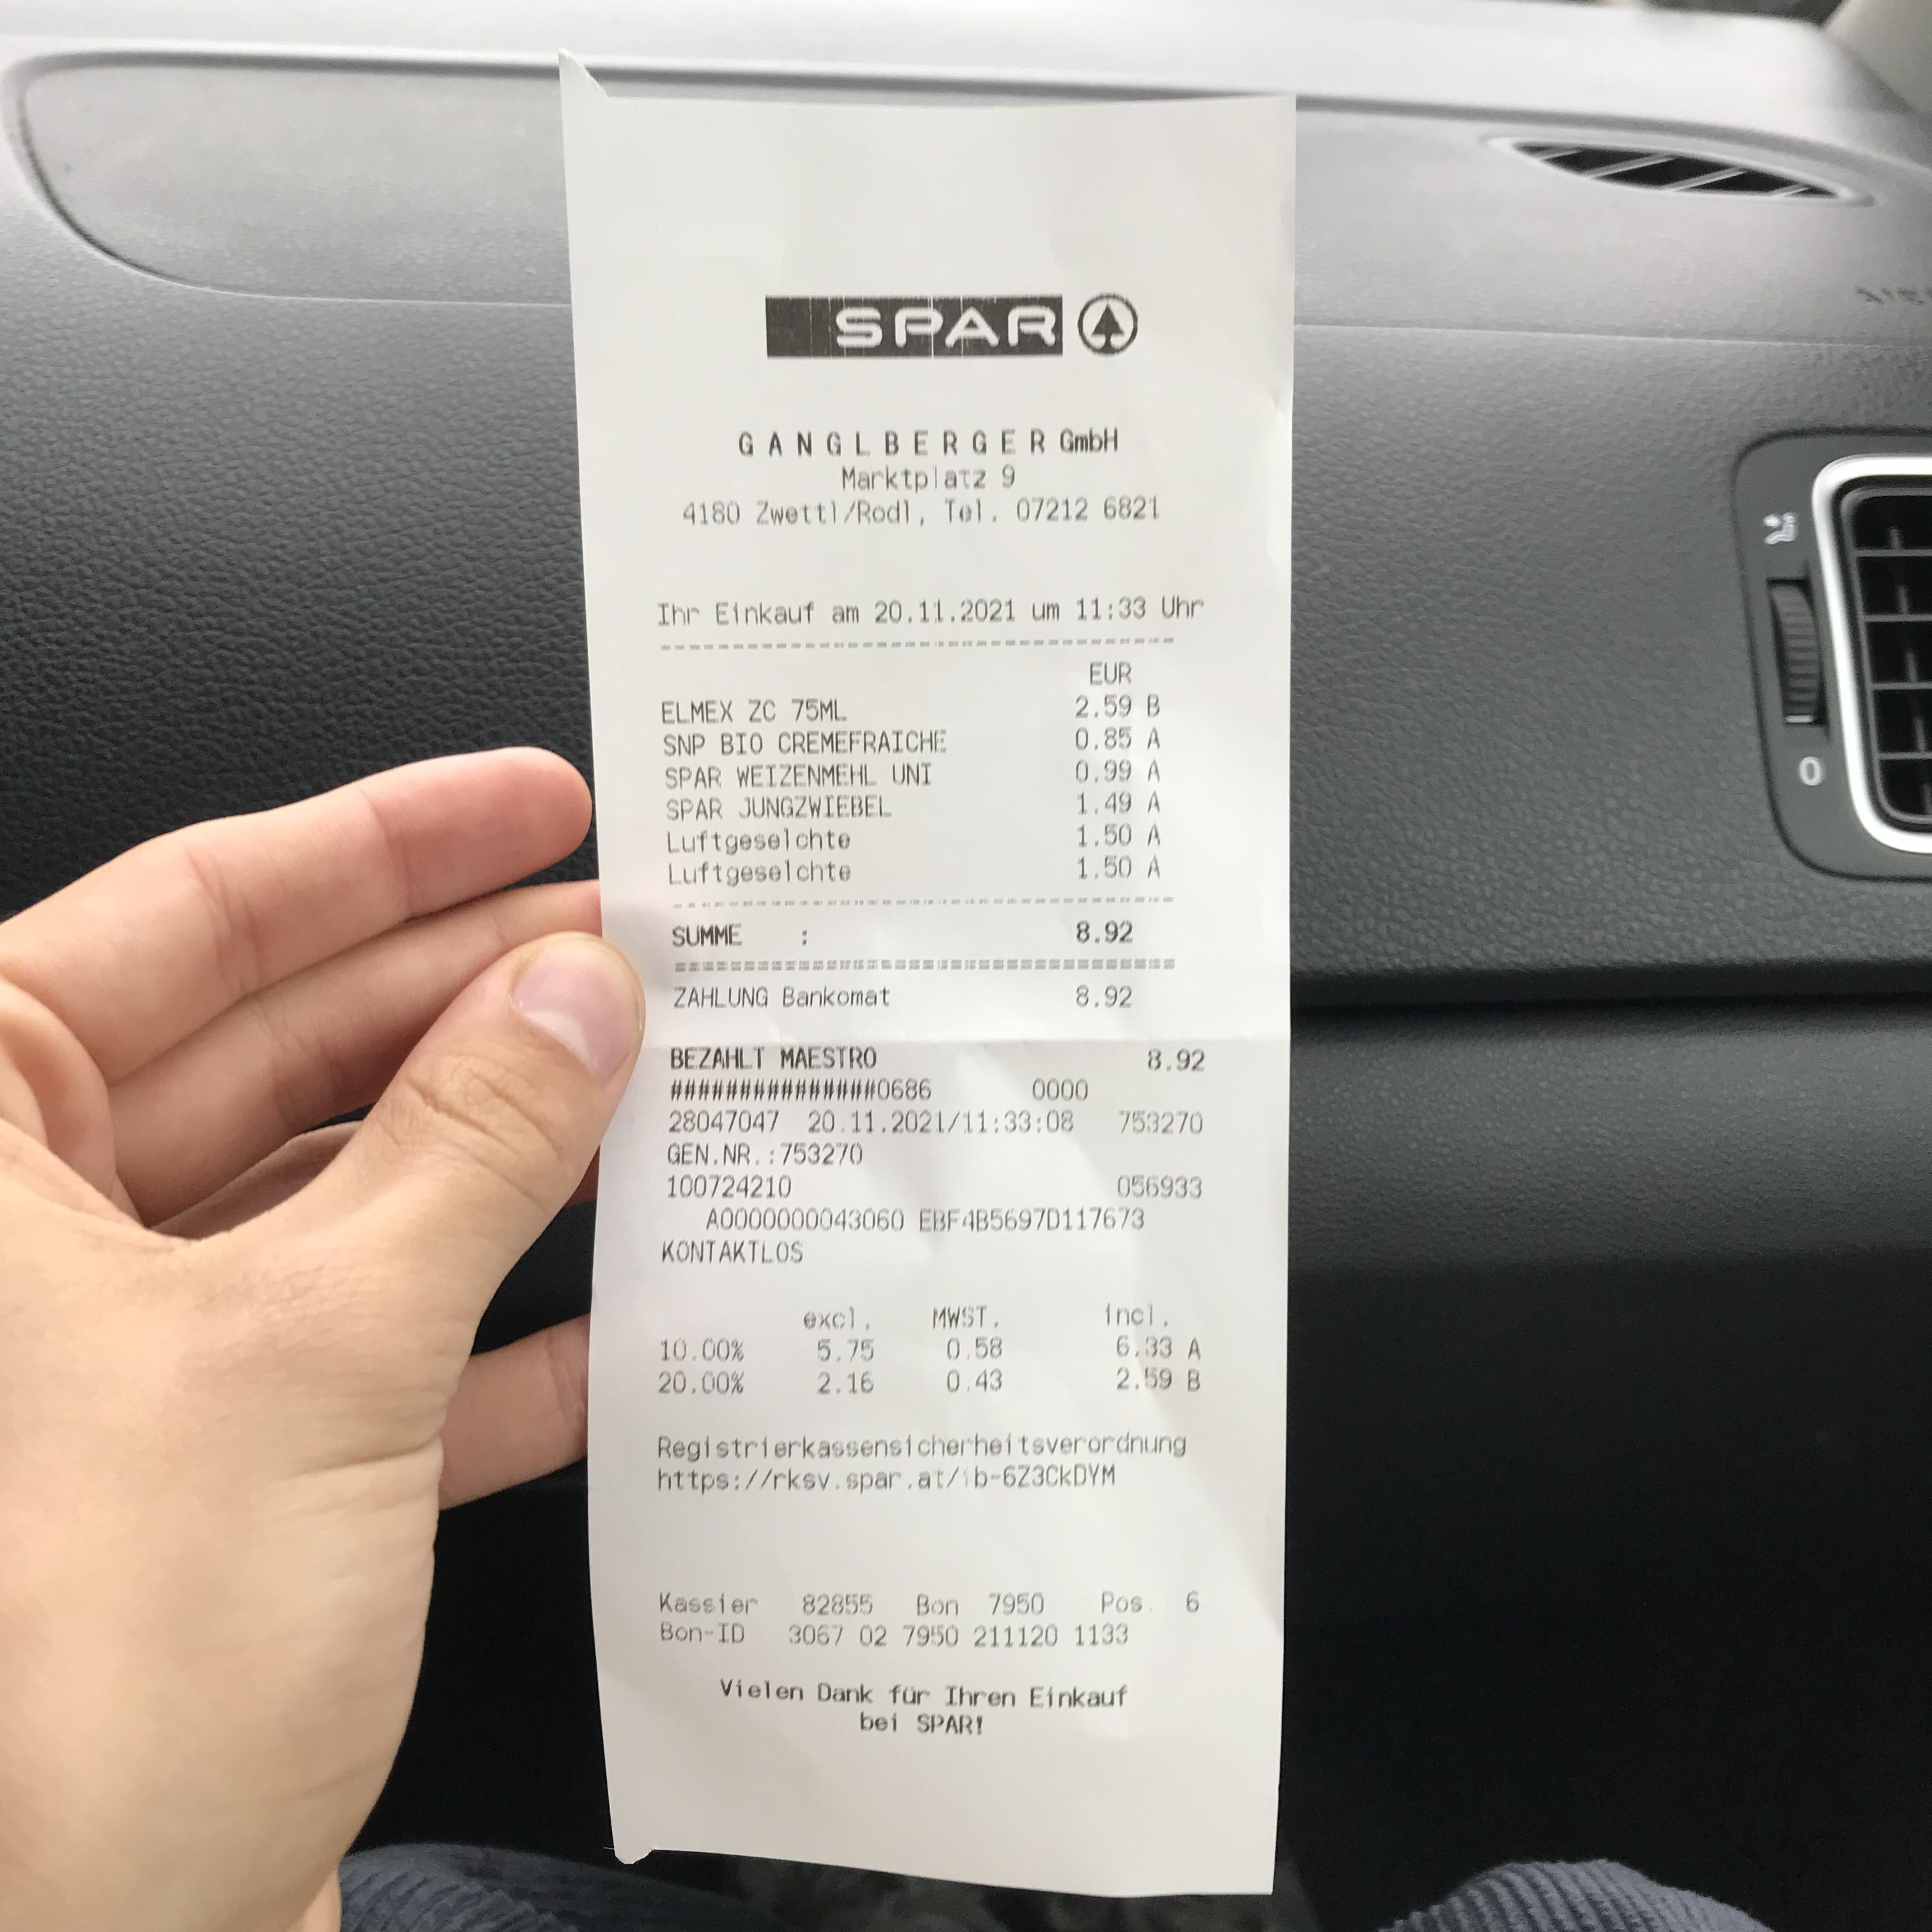 SPAR
G A N G L B E R G E R GmbH
Marktplatz 9
4180 Zwettl/Rodl, Tel. 07212 6821
Ihr Einkauf am 20.11.2021 um 11:33 Uhr
EUR
ELMEX ZC 75ML 2.59 B
SNP BIO CREMEFRAICHE 0.85 A
SPAR WEIZENMEHL UNI 0.99 A
SPAR JUNGZWIEBEL 1.49 A
Luftgeselchte 1.50 A
Luftgeselchte 1.50 A
SUMME : 8.92
ZAHLUNG Bankomat 8.92
BEZAHLT MAESTRO 8.92
###############0686 0000
28047047 20.11.2021/11:33:08 753270
GEN.NR.:753270
100724210 056933
A0000000043060 EBF4B5697D117673
KONTAKTLOS
excl. MWST. incl.
10.00% 5.75 0.58 6.33 A
20.00% 2.16 0.43 2.59 B
Registrierkassensicherheitsverordnung
https://rksv.spar.at/ib-6Z3CkDYM
Kassier 82855 Bon 7950 Pos. 6
Bon-ID 3067 02 7950 211120 1133
Vielen Dank für Ihren Einkauf
bei SPAR!
0